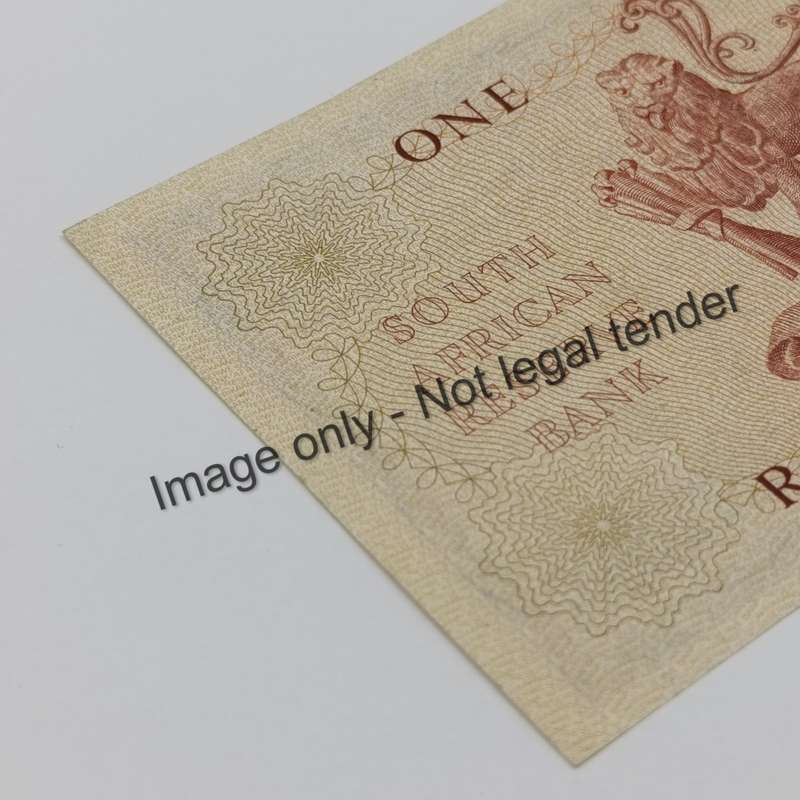 ONE
SOUTH
AFRICAN
RESERVE
BANK
R
Image only - Not legal tender